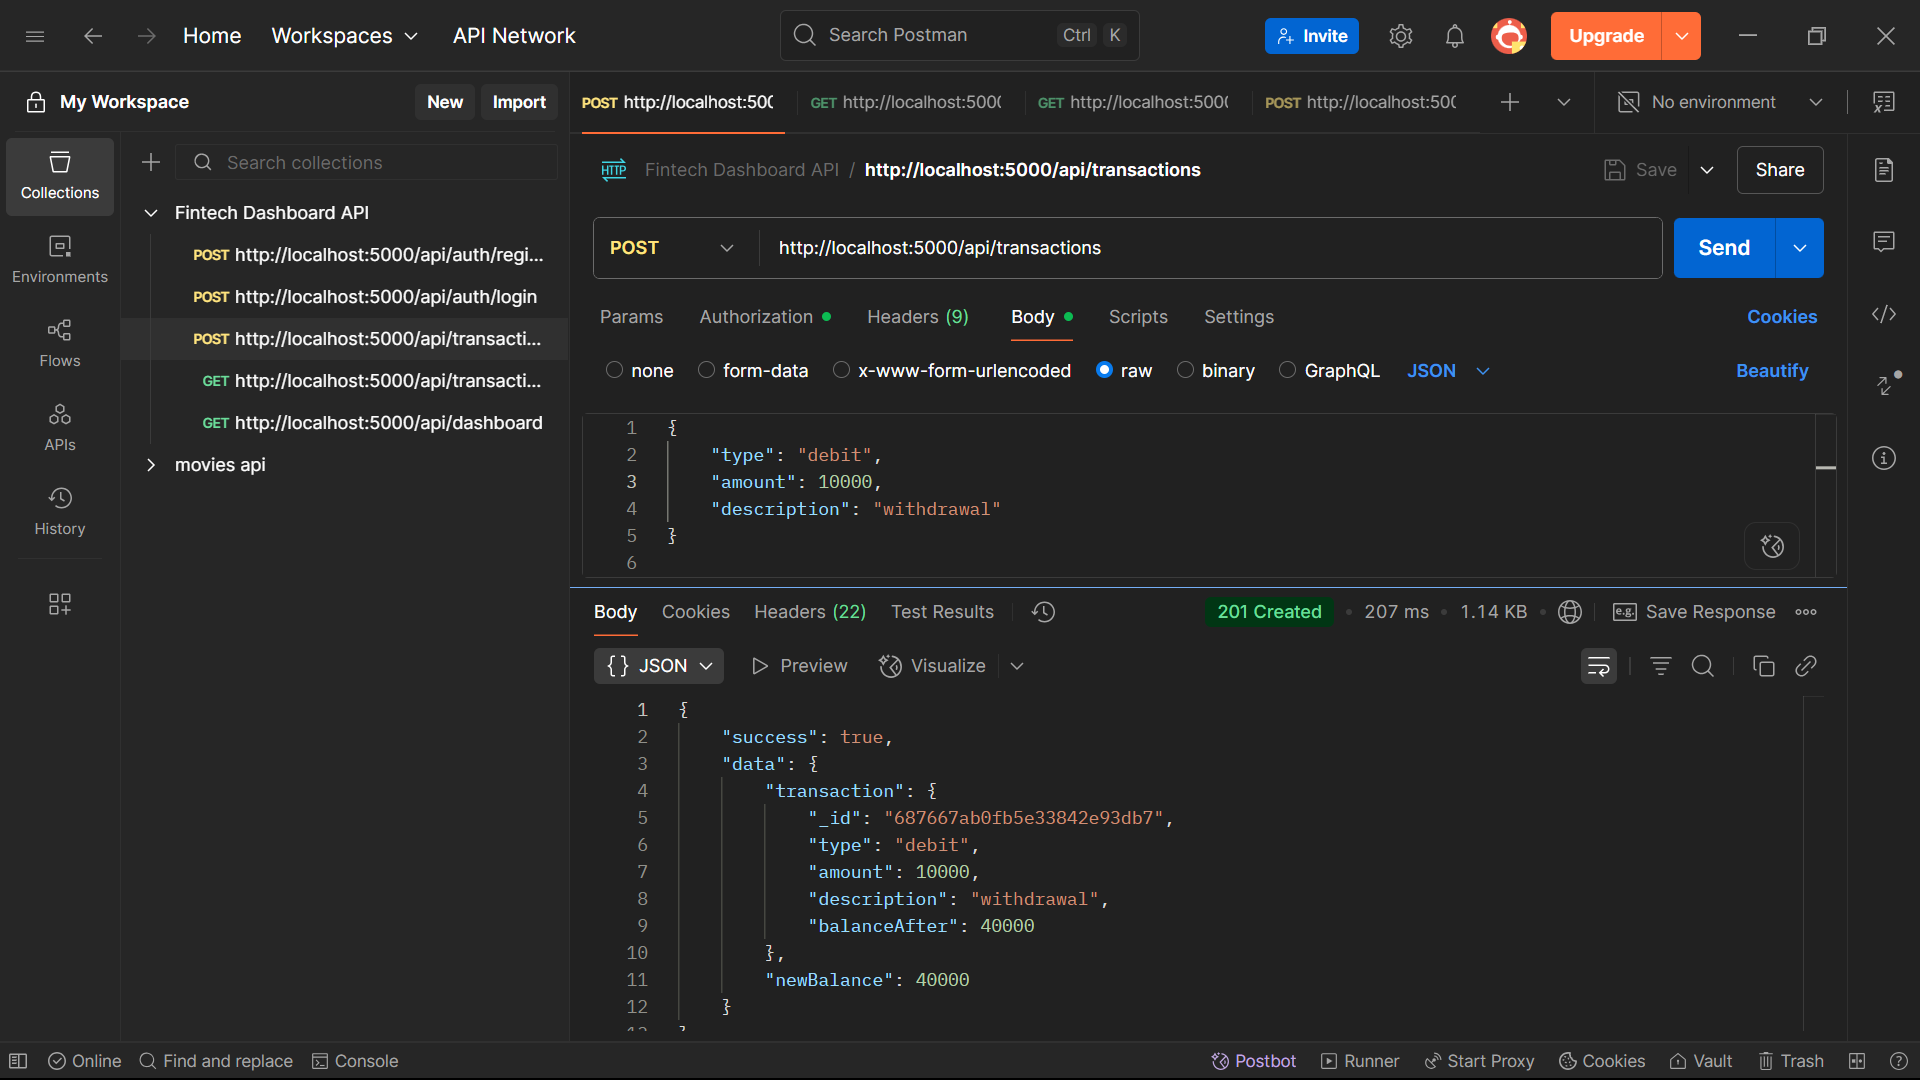 Home Workspaces API Network Search Postman Ctrl K Invite Upgrade
My Workspace New Import
POST http://localhost:500 GET http://localhost:500 GET http://localhost:500 POST http://localhost:500 No environment
Collections
Environments
Flows
APIs
History
Search collections
Fintech Dashboard API
POST http://localhost:5000/api/auth/regi...
POST http://localhost:5000/api/auth/login
POST http://localhost:5000/api/transacti...
GET http://localhost:5000/api/transacti...
GET http://localhost:5000/api/dashboard
movies api
HTTP Fintech Dashboard API / http://localhost:5000/api/transactions Save Share
POST http://localhost:5000/api/transactions Send
Params Authorization Headers (9) Body Scripts Settings Cookies
none form-data x-www-form-urlencoded raw binary GraphQL JSON Beautify
1 {
2 "type": "debit",
3 "amount": 10000,
4 "description": "withdrawal"
5 }
6
Body Cookies Headers (22) Test Results 201 Created • 207 ms • 1.14 KB • e.g. Save Response
{} JSON Preview Visualize
1 {
2 "success": true,
3 "data": {
4 "transaction": {
5 "_id": "687667ab0fb5e33842e93db7",
6 "type": "debit",
7 "amount": 10000,
8 "description": "withdrawal",
9 "balanceAfter": 40000
10 },
11 "newBalance": 40000
12 }
Online Find and replace Console Postbot Runner Start Proxy Cookies Vault Trash